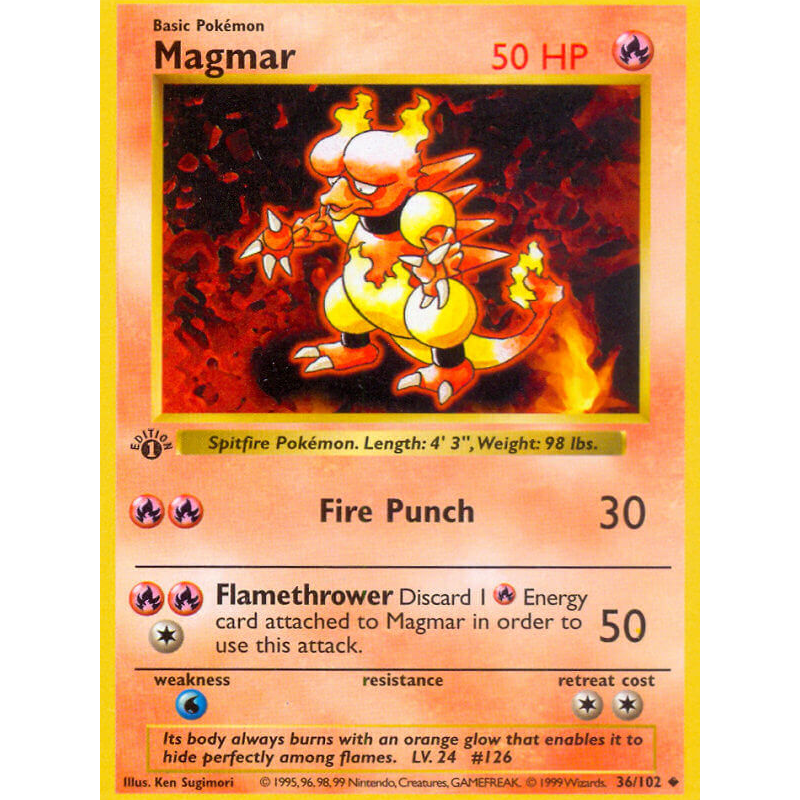 Basic Pokémon
Magmar 50 HP
EDITION
1
Spitfire Pokémon. Length: 4' 3", Weight: 98 lbs.
Fire Punch 30
Flamethrower Discard 1 Energy
card attached to Magmar in order to
use this attack.
50
weakness resistance retreat cost
Its body always burns with an orange glow that enables it to
hide perfectly among flames. LV. 24 #126
Illus. Ken Sugimori © 1995, 96, 98, 99 Nintendo, Creatures, GAMEFREAK. © 1999 Wizards. 36/102